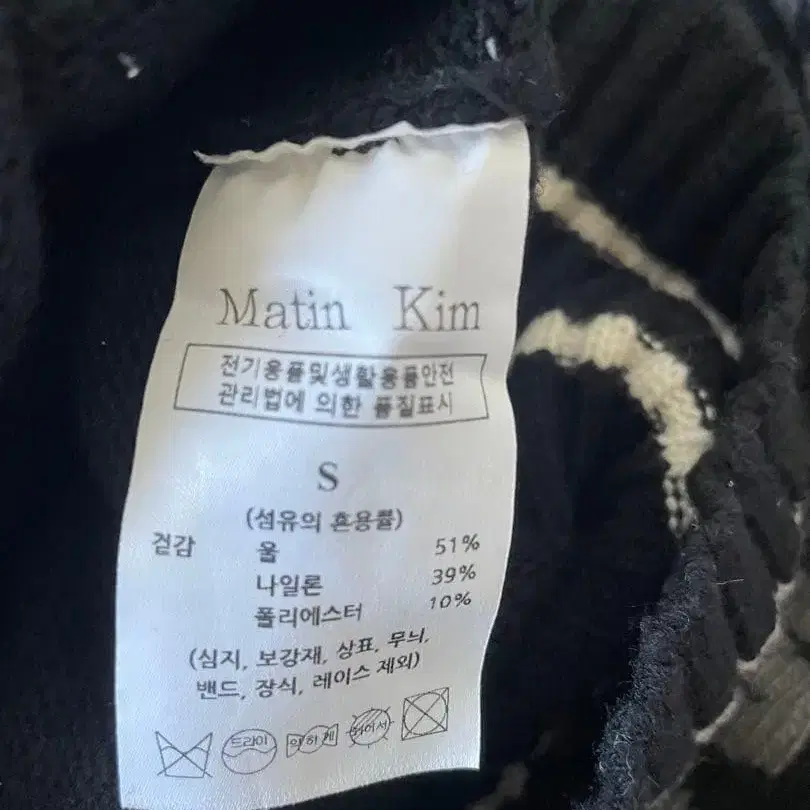 Matin Kim
전기용품및생활용품안전
관리법에 의한 품질표시
S
(섬유의 혼용률)
겉감 울 51%
나일론 39%
폴리에스터 10%
(심지, 보강재, 상표, 무늬,
밴드, 장식, 레이스 제외)
드라이 약하게